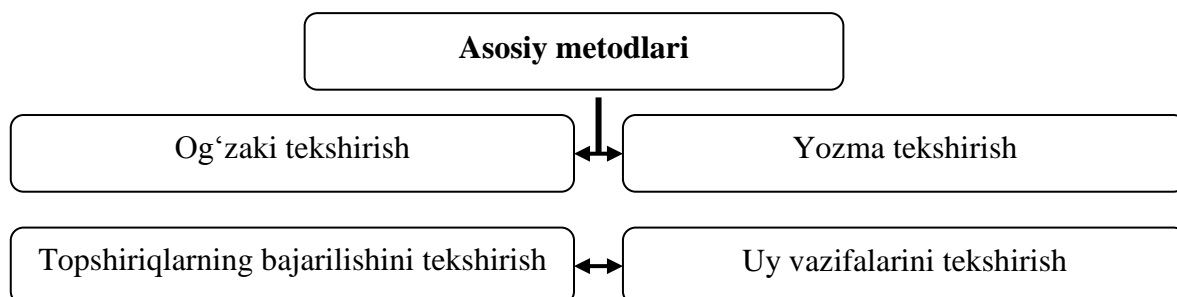 Asosiy metodlari
Og‘zaki tekshirish
Yozma tekshirish
Topshiriqlarning bajarilishini tekshirish
Uy vazifalarini tekshirish